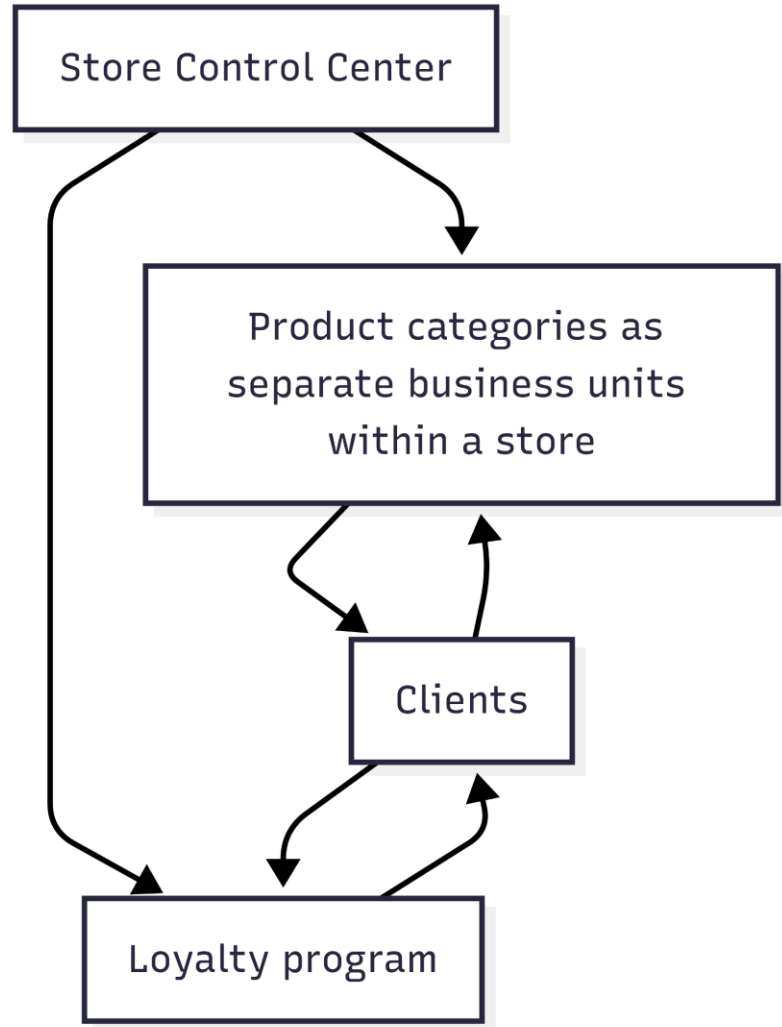 Store Control Center
Product categories as
separate business units
within a store
Clients
Loyalty program